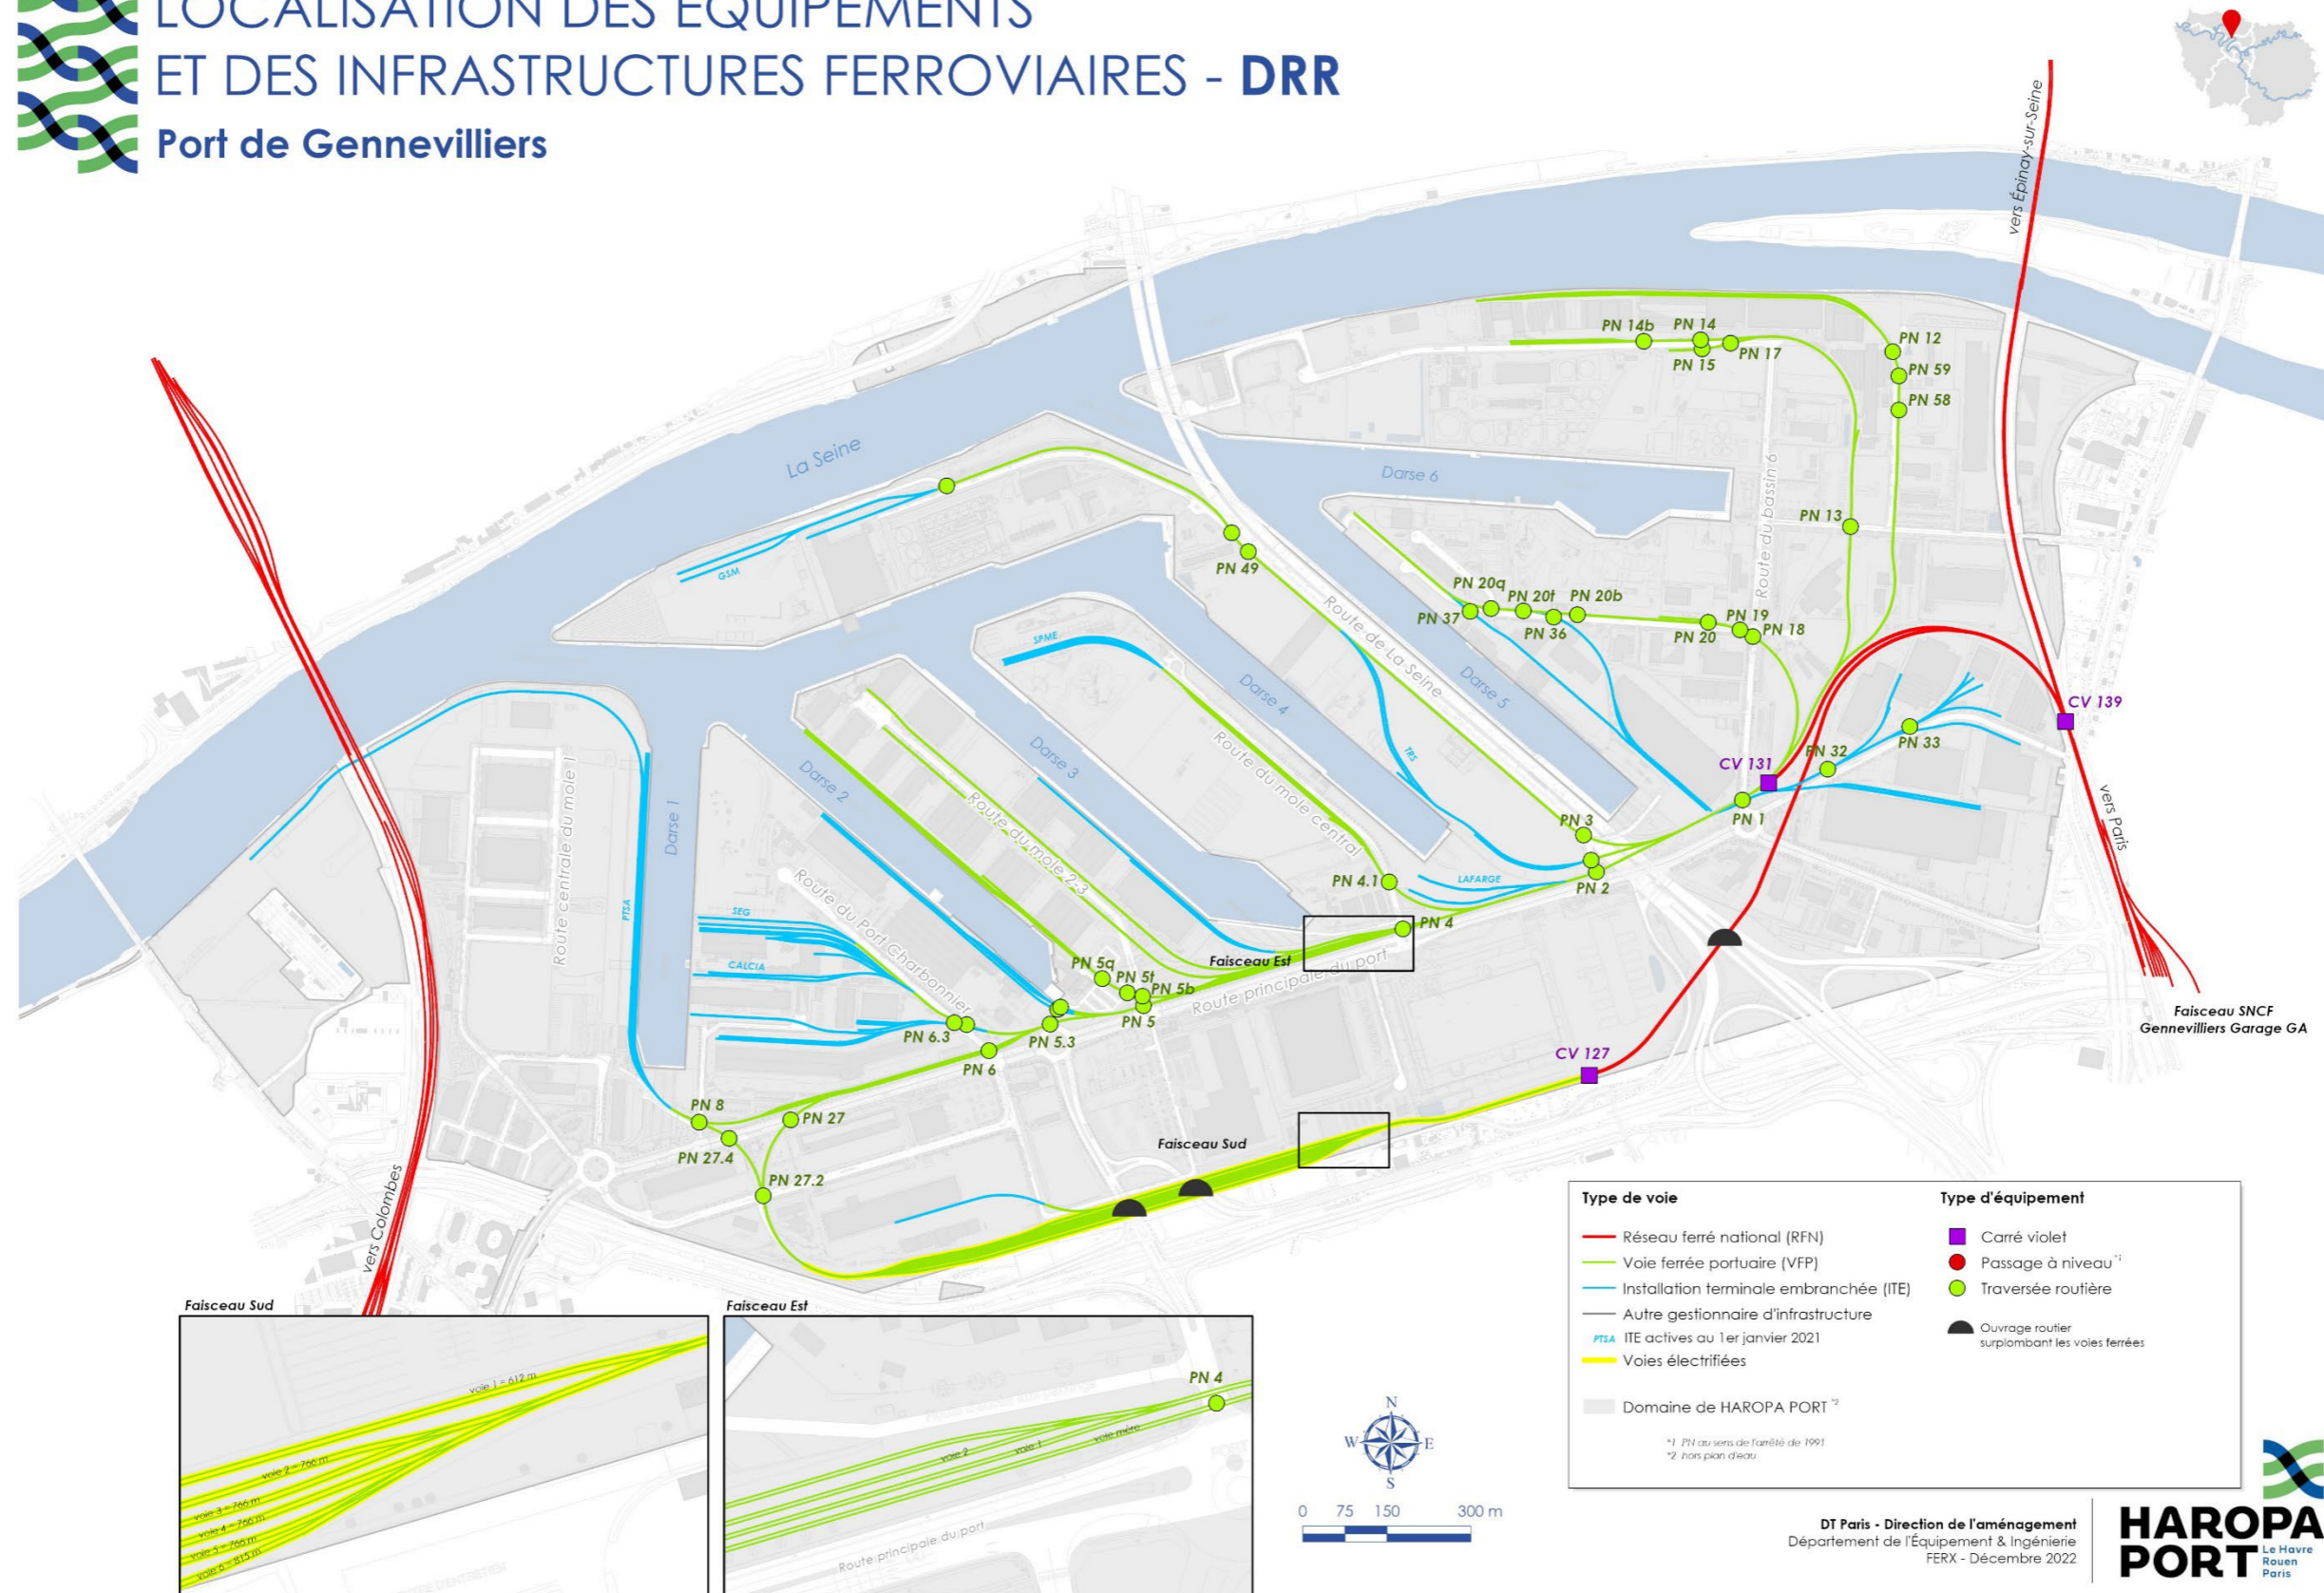 LOCALISATION DES EQUIPEMENTS
ET DES INFRASTRUCTURES FERROVIAIRES - DRR
Port de Gennevilliers
vers Épinay-sur-Seine
PN 14b
PN 14
PN 15
PN 17
PN 12
PN 59
PN 58
La Seine
Darse 6
Route du bassin 6
PN 13
GSM
PN 49
PN 20q
PN 20t
PN 20b
PN 37
PN 36
PN 20
PN 19
PN 18
Route de La Seine
SPME
Darse 4
Darse 5
Darse 3
Route du mole central
TRS
CV 139
PN 33
PN 32
CV 131
PN 1
vers Paris
Darse 2
Route du mole 2-3
Route centrale du mole 1
Darse 1
PN 3
PN 2
PN 4.1
LAFARGE
PN 4
PTSA
SEG
CALCIA
Route du Port Charbonnier
PN 5q
PN 5t
PN 5b
PN 5
Faisceau Est
Route principale du port
PN 6.3
PN 5.3
PN 6
Faisceau SNCF
Gennevilliers Garage GA
CV 127
PN 8
PN 27
PN 27.4
PN 27.2
Faisceau Sud
vers Colombes
Type de voie
Réseau ferré national (RFN)
Voie ferrée portuaire (VFP)
Installation terminale embranchée (ITE)
Autre gestionnaire d'infrastructure
PTSA ITE actives au 1er janvier 2021
Voies électrifiées
Domaine de HAROPA PORT *2
*1 PN au sens de l'arrêté de 1991
*2 hors plan d'eau
Type d'équipement
Carré violet
Passage à niveau *1
Traversée routière
Ouvrage routier
surplombant les voies ferrées
Faisceau Sud
voie 1 = 612 m
voie 2 = 766 m
voie 3 = 766 m
voie 4 = 766 m
voie 5 = 766 m
voie 6 = 815 m
Faisceau Est
PN 4
voie 2
voie 1
voie mère
Route principale du port
N
W
E
S
0 75 150 300 m
DT Paris - Direction de l'aménagement
Département de l'Équipement & Ingénierie
FERX - Décembre 2022
HAROPA
PORT
Le Havre
Rouen
Paris